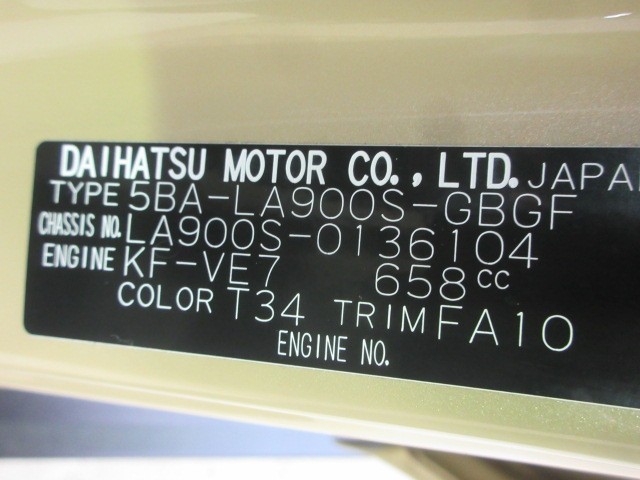 DAIHATSU MOTOR CO., LTD. JAPAN
TYPE 5BA-LA900S-GBGF
CHASSIS NO. LA900S-0136104
ENGINE KF-VE7 658cc
COLOR T34 TRIM FA10
ENGINE NO.